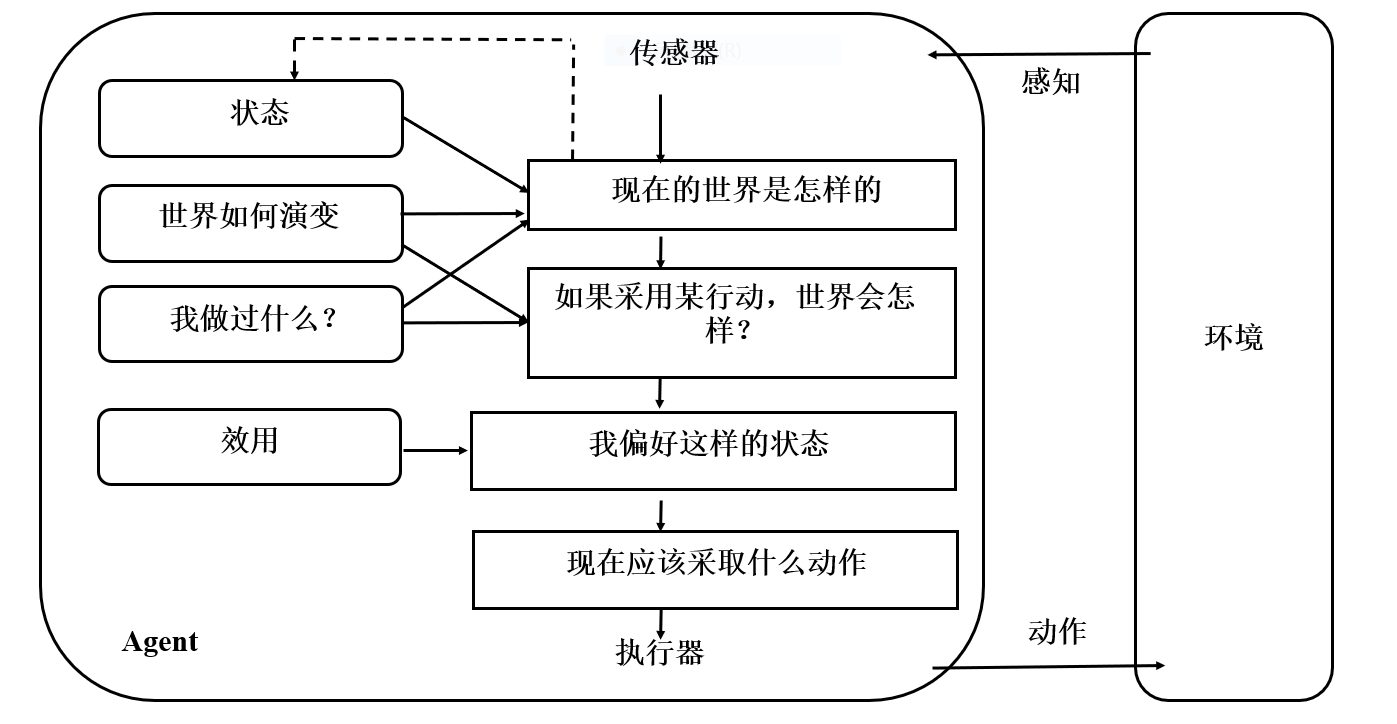 传感器
感知
状态
现在的世界是怎样的
世界如何演变
如果采用某行动，世界会怎
样？
我做过什么？
环境
效用
我偏好这样的状态
现在应该采取什么动作
Agent
执行器
动作